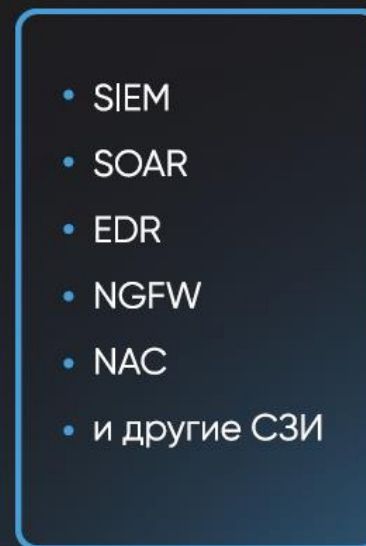 • SIEM
• SOAR
• EDR
• NGFW
• NAC
• и другие СЗИ